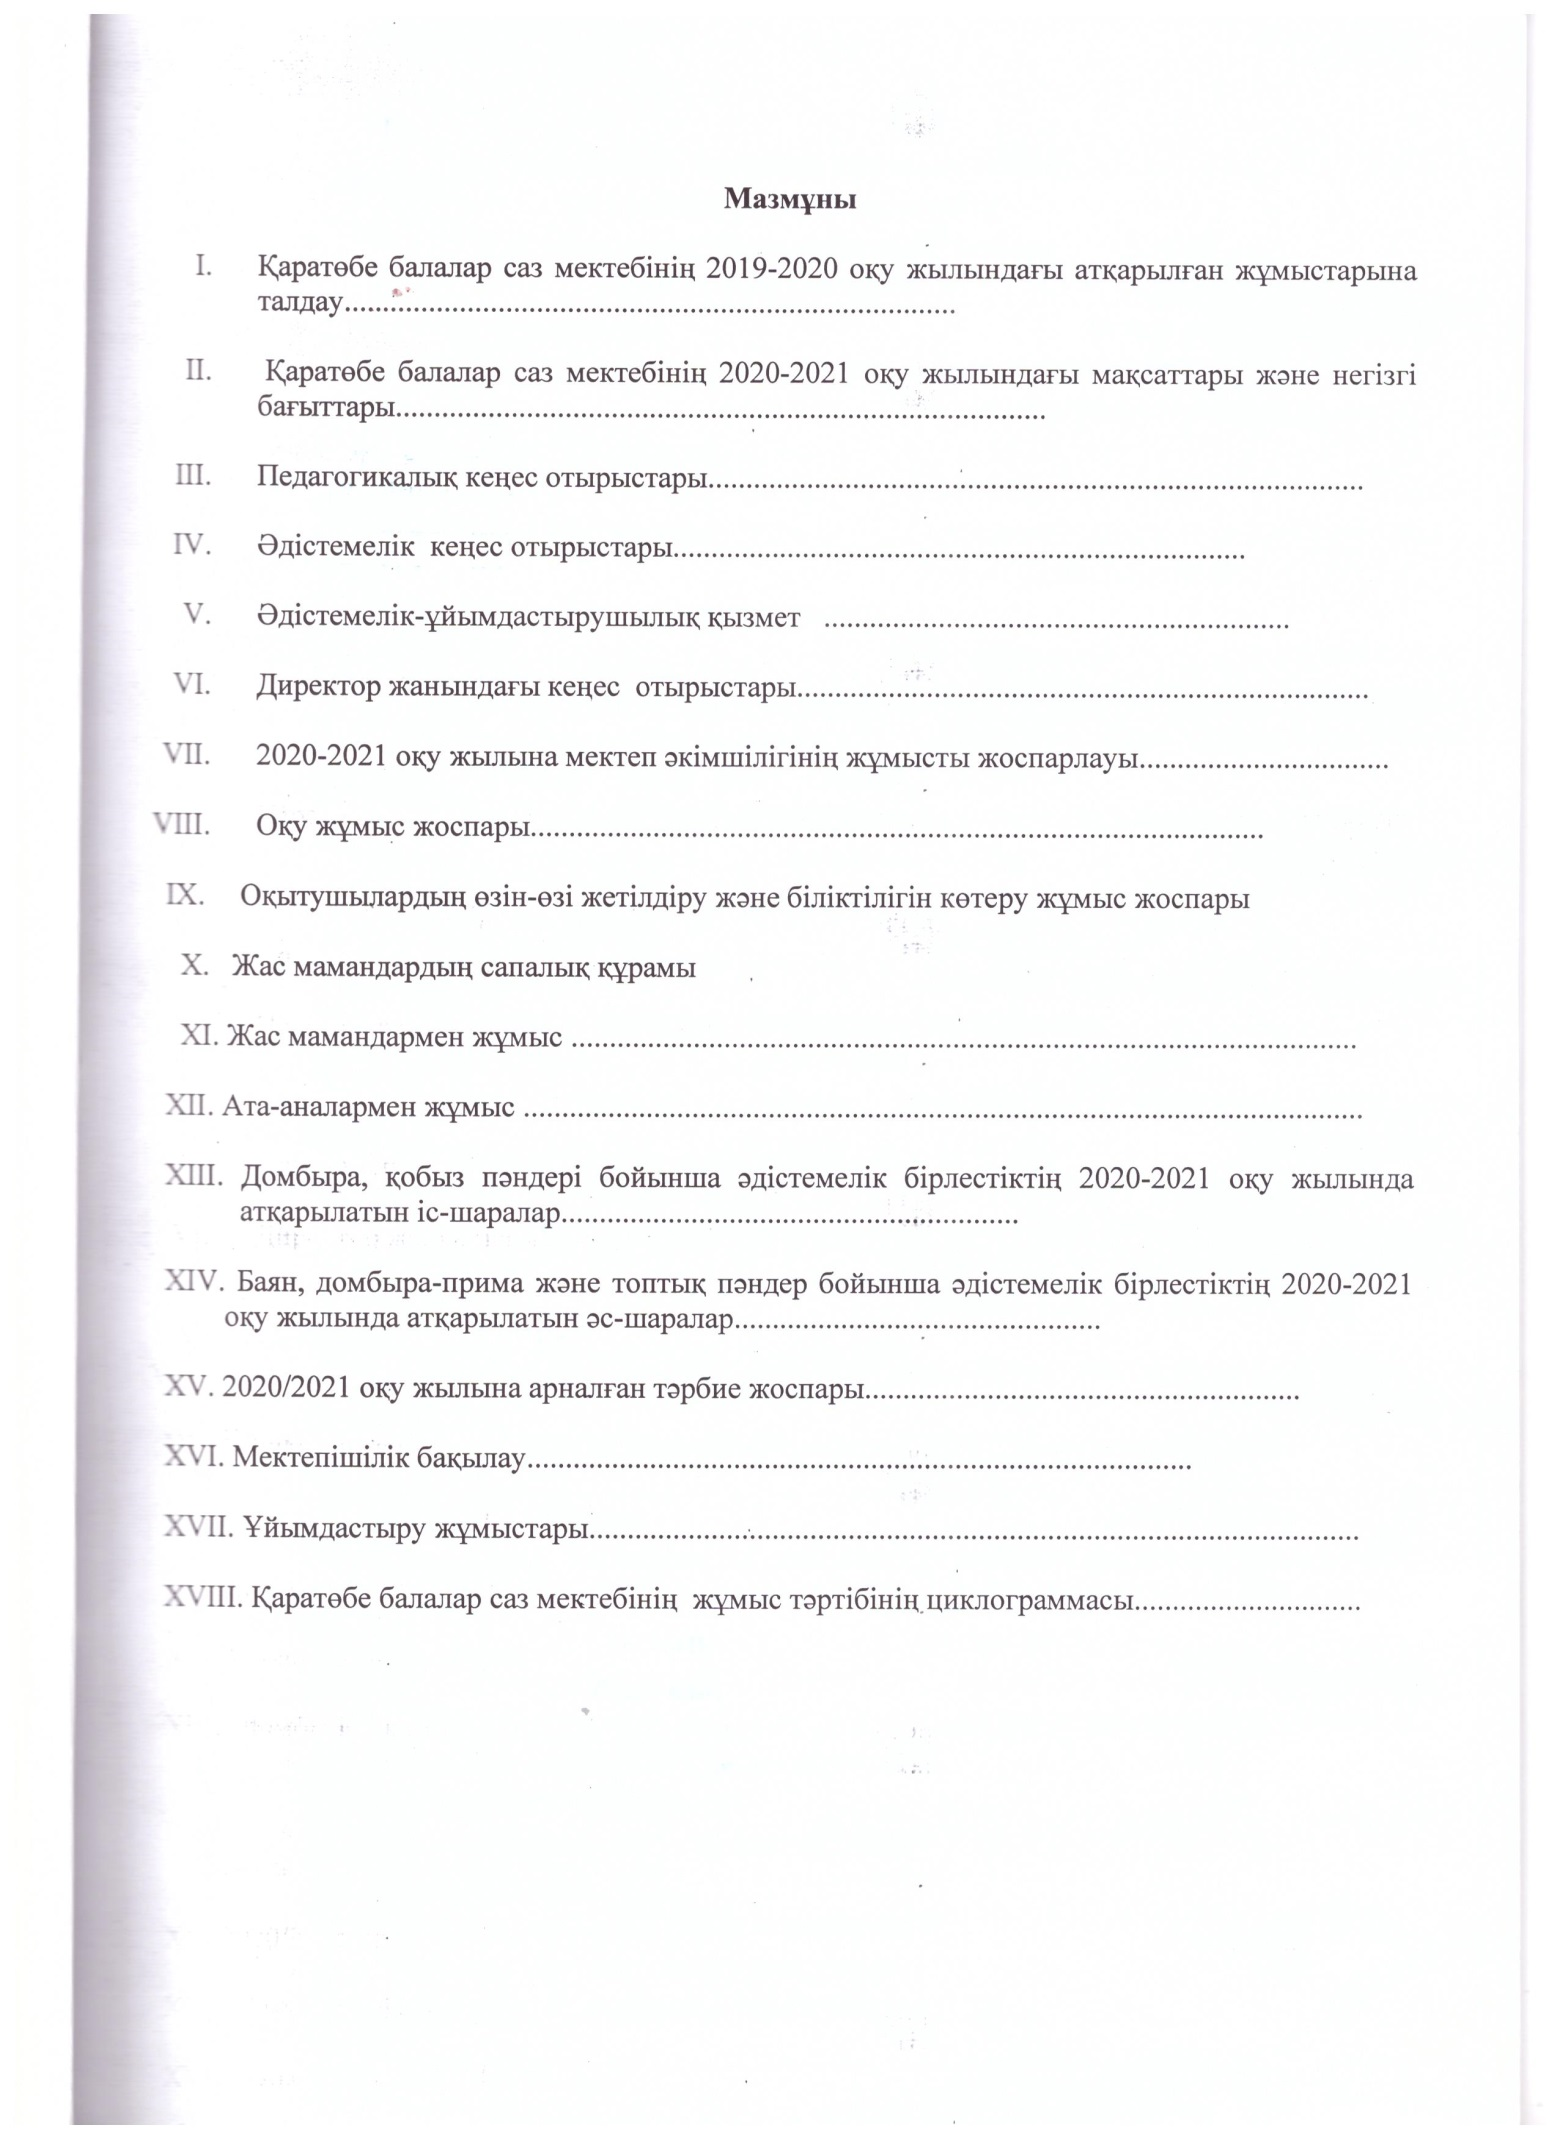 Мазмұны
I. Қаратөбе балалар саз мектебінің 2019-2020 оқу жылындағы атқарылған жұмыстарына
талдау................................................................................
II. Қаратөбе балалар саз мектебінің 2020-2021 оқу жылындағы мақсаттары және негізгі
бағыттары.....................................................................................
III. Педагогикалық кеңес отырыстары......................................................................................
IV. Әдістемелік кеңес отырыстары...........................................................................
V. Әдістемелік-ұйымдастырушылық қызмет .............................................................
VI. Директор жанындағы кеңес отырыстары...........................................................................
VII. 2020-2021 оқу жылына мектеп әкімшілігінің жұмысты жоспарлауы................................
VIII. Оқу жұмыс жоспары................................................................................................
IX. Оқытушылардың өзін-өзі жетілдіру және біліктілігін көтеру жұмыс жоспары
X. Жас мамандардың сапалық құрамы
XI. Жас мамандармен жұмыс .......................................................................................................
XII. Ата-аналармен жұмыс ..............................................................................................................
XIII. Домбыра, қобыз пәндері бойынша әдістемелік бірлестіктің 2020-2021 оқу жылында
атқарылатын іс-шаралар............................................................
XIV. Баян, домбыра-прима және топтық пәндер бойынша әдістемелік бірлестіктің 2020-2021
оқу жылында атқарылатын әс-шаралар................................................
XV. 2020/2021 оқу жылына арналған тәрбие жоспары.........................................................
XVI. Мектепішілік бақылау.......................................................................................
XVII. Ұйымдастыру жұмыстары.....................................................................................................
XVIII. Қаратөбе балалар саз мектебінің жұмыс тәртібінің циклограммасы.............................